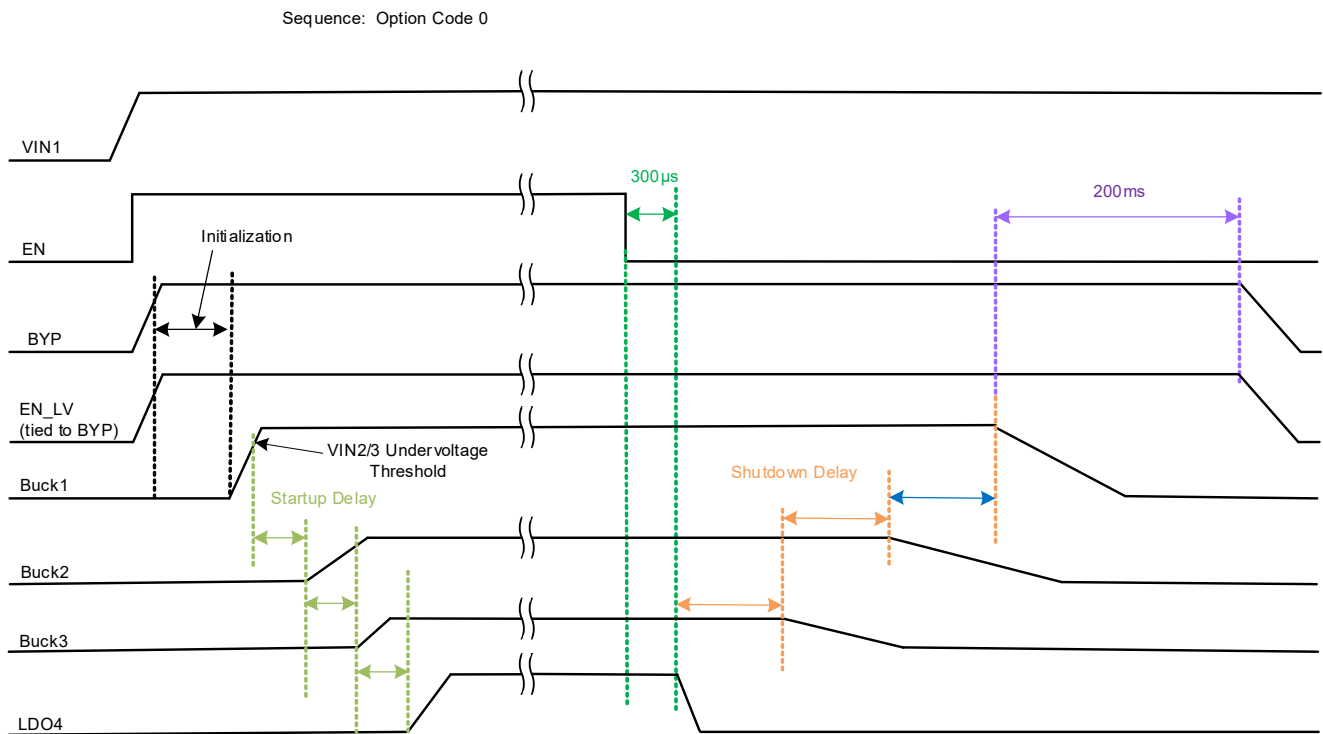 Sequence: Option Code 0
VIN1
300µs
200ms
EN
Initialization
BYP
EN_LV
(tied to BYP)
VIN2/3 Undervoltage
Threshold
Buck1
Startup Delay
Shutdown Delay
Buck2
Buck3
LDO4